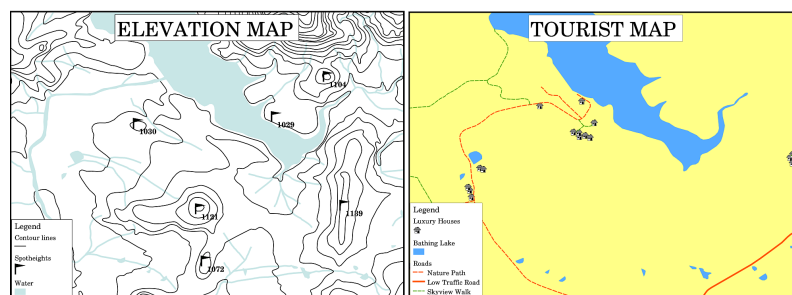 ELEVATION MAP
1104
1029
1030
1139
1121
1072
Legend
Contour lines
Spotheights
Water
TOURIST MAP
Legend
Luxury Houses
Bathing Lake
Roads
Nature Path
Low Traffic Road
Skyview Walk